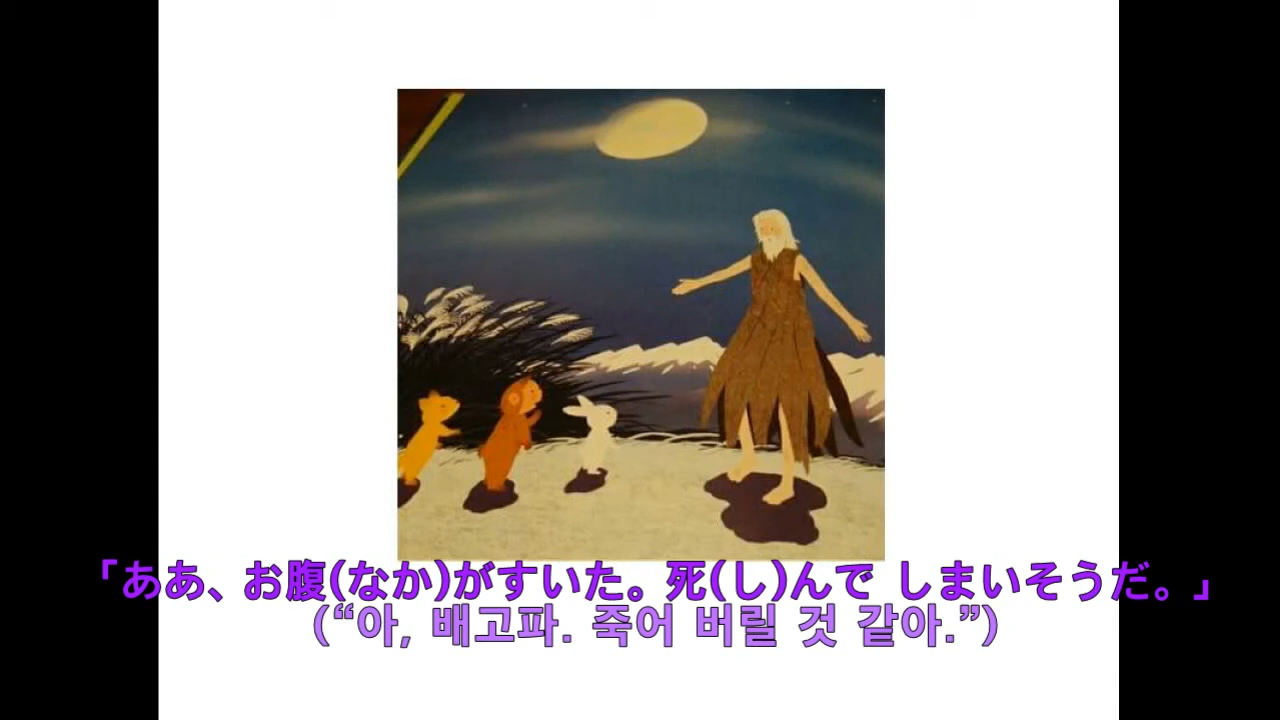 「ああ、お腹(なか)がすいた。死(し)んで しまいそうだ。」
(“아, 배고파. 죽어 버릴 것 같아.”)